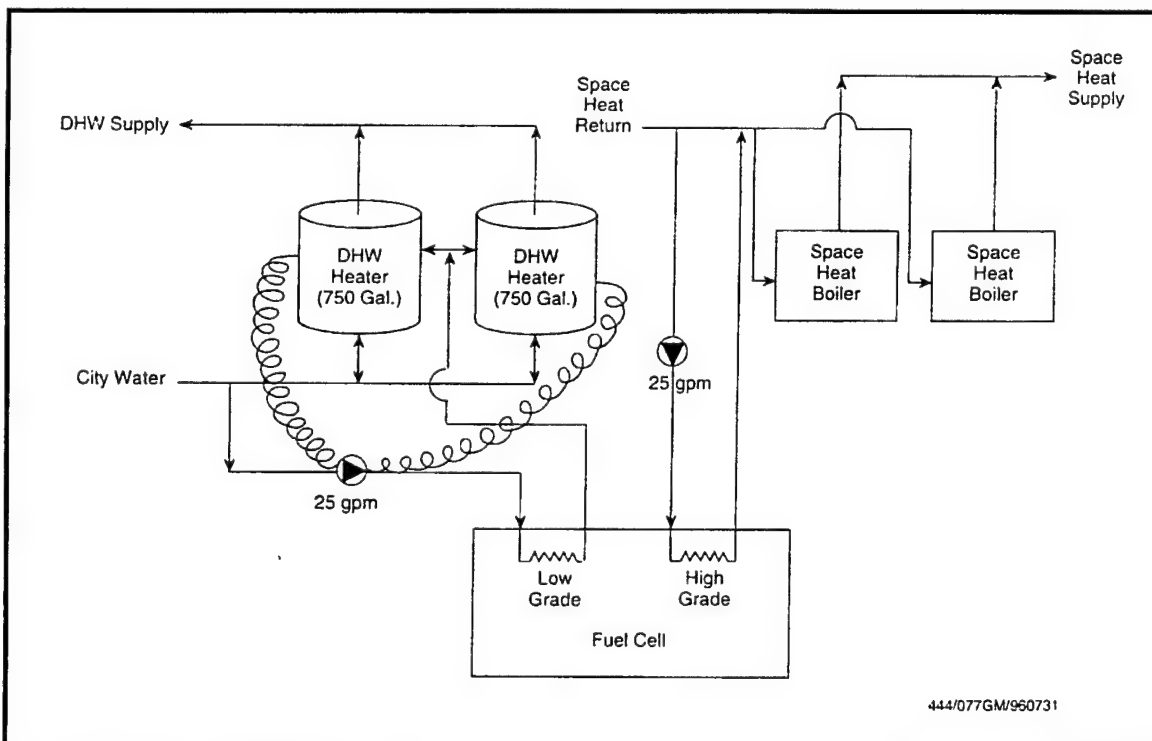 Space
Heat
Return
Space
Heat
Supply
DHW Supply
DHW
Heater
(750 Gal.)
DHW
Heater
(750 Gal.)
Space
Heat
Boiler
Space
Heat
Boiler
City Water
25 gpm
25 gpm
Low
Grade
High
Grade
Fuel Cell
444/077GM/960731